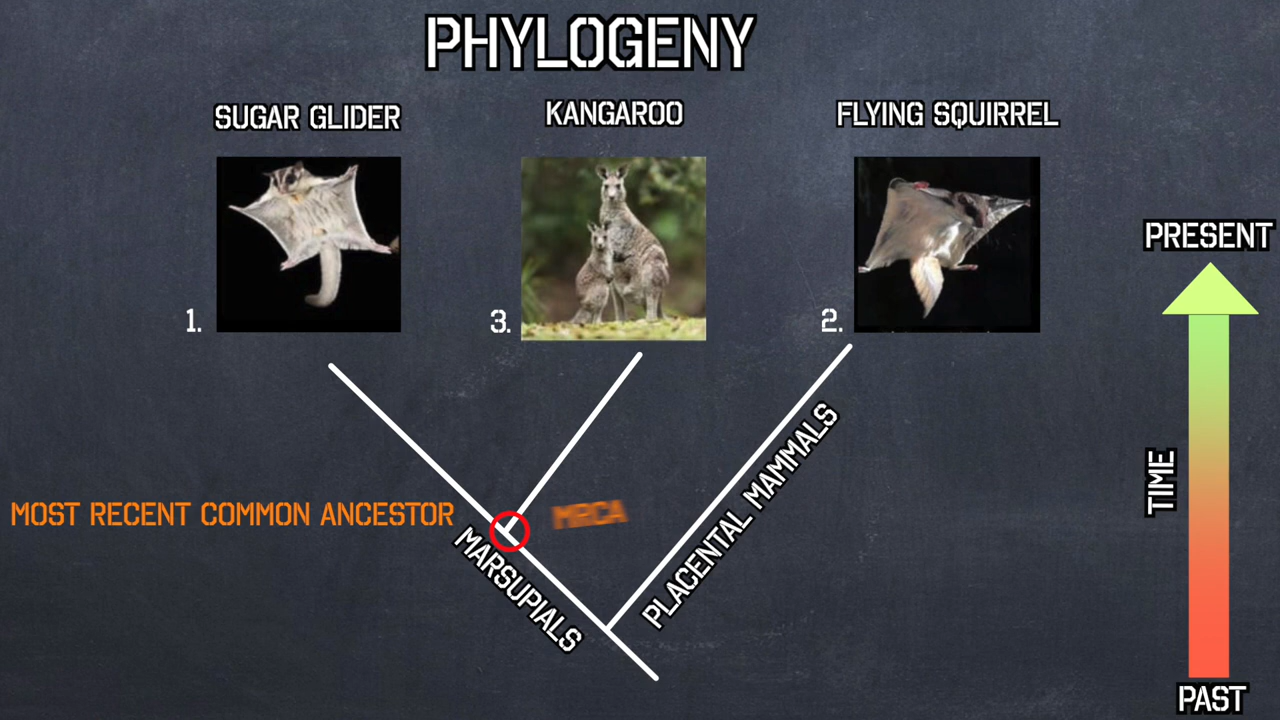 PHYLOGENY
SUGAR GLIDER
KANGAROO
FLYING SQUIRREL
1.
3.
2.
PRESENT
TIME
PAST
MOST RECENT COMMON ANCESTOR
MRCA
MARSUPIALS
PLACENTAL MAMMALS